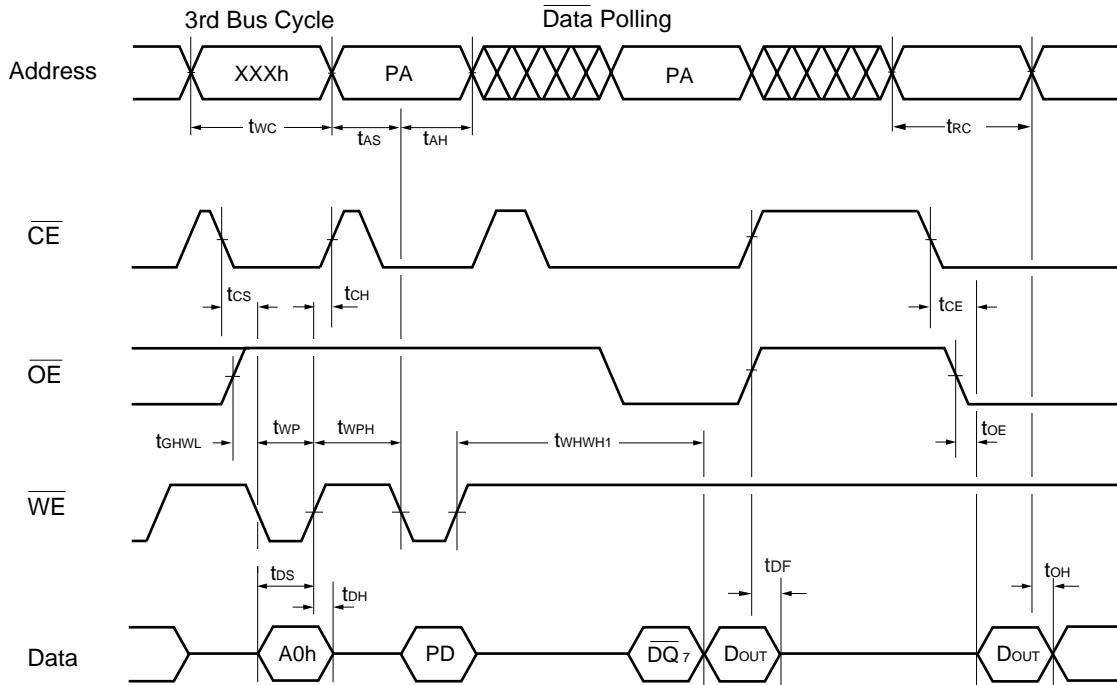 3rd Bus Cycle
Data Polling
Address
XXXh
PA
PA
tWC
tAS
tAH
tRC
CE
tCS
tCH
tCE
OE
tGHWL
tWP
tWPH
tWHWH1
tOE
WE
tDS
tDH
tDF
tOH
Data
A0h
PD
DQ7
DOUT
DOUT